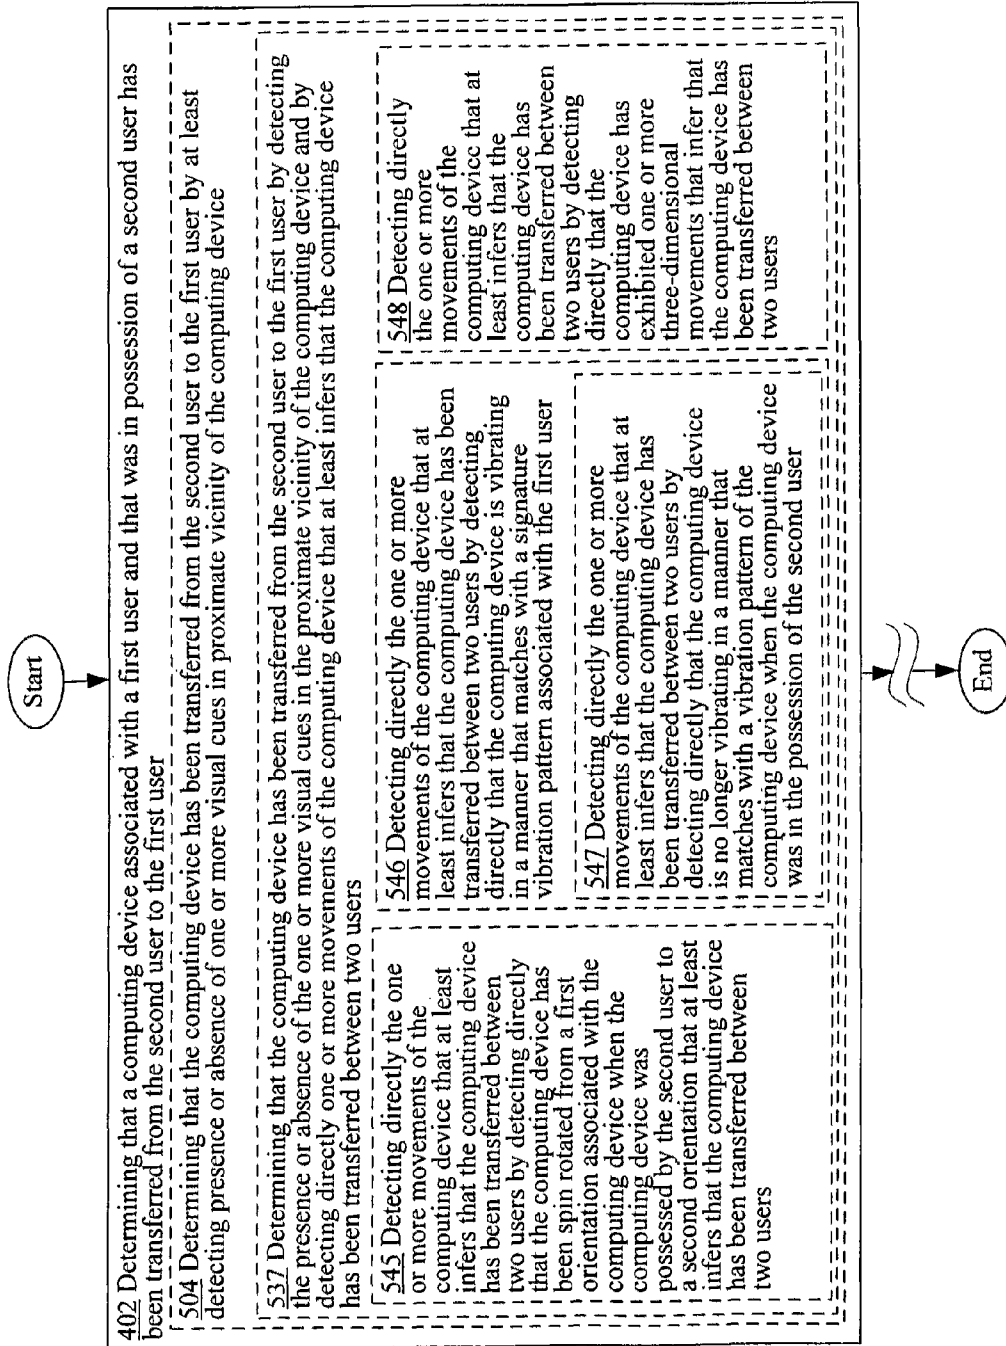 Start
402 Determining that a computing device associated with a first user and that was in possession of a second user has
been transferred from the second user to the first user
504 Determining that the computing device has been transferred from the second user to the first user by at least
detecting presence or absence of one or more visual cues in proximate vicinity of the computing device
537 Determining that the computing device has been transferred from the second user to the first user by detecting
the presence or absence of the one or more visual cues in the proximate vicinity of the computing device and by
detecting directly one or more movements of the computing device that at least infers that the computing device
has been transferred between two users
545 Detecting directly the one
or more movements of the
computing device that at least
infers that the computing device
has been transferred between
two users by detecting directly
that the computing device has
been spin rotated from a first
orientation associated with the
computing device when the
computing device was
possessed by the second user to
a second orientation that at least
infers that the computing device
has been transferred between
two users
546 Detecting directly the one or more
movements of the computing device that at
least infers that the computing device has been
transferred between two users by detecting
directly that the computing device is vibrating
in a manner that matches with a signature
vibration pattern associated with the first user
547 Detecting directly the one or more
movements of the computing device that at
least infers that the computing device has
been transferred between two users by
detecting directly that the computing device
is no longer vibrating in a manner that
matches with a vibration pattern of the
computing device when the computing device
was in the possession of the second user
548 Detecting directly
the one or more
movements of the
computing device that at
least infers that the
computing device has
been transferred between
two users by detecting
directly that the
computing device has
exhibited one or more
three-dimensional
movements that infer that
the computing device has
been transferred between
two users
End